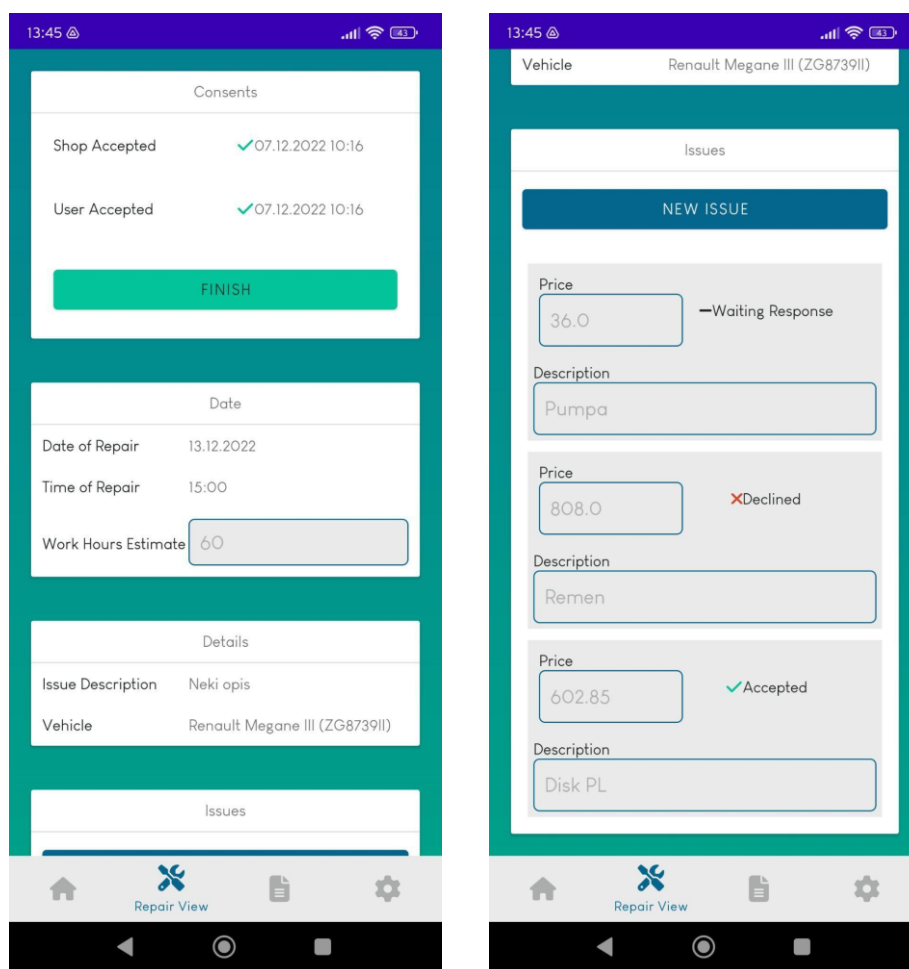 13:45
43
Consents
Shop Accepted 07.12.2022 10:16
User Accepted 07.12.2022 10:16
FINISH
Date
Date of Repair 13.12.2022
Time of Repair 15:00
Work Hours Estimate 60
Details
Issue Description Neki opis
Vehicle Renault Megane III (ZG8739II)
Issues
Repair View
13:45
43
Vehicle Renault Megane III (ZG8739II)
Issues
NEW ISSUE
Price
36.0 Waiting Response
Description
Pumpa
Price
808.0 Declined
Description
Remen
Price
602.85 Accepted
Description
Disk PL
Repair View